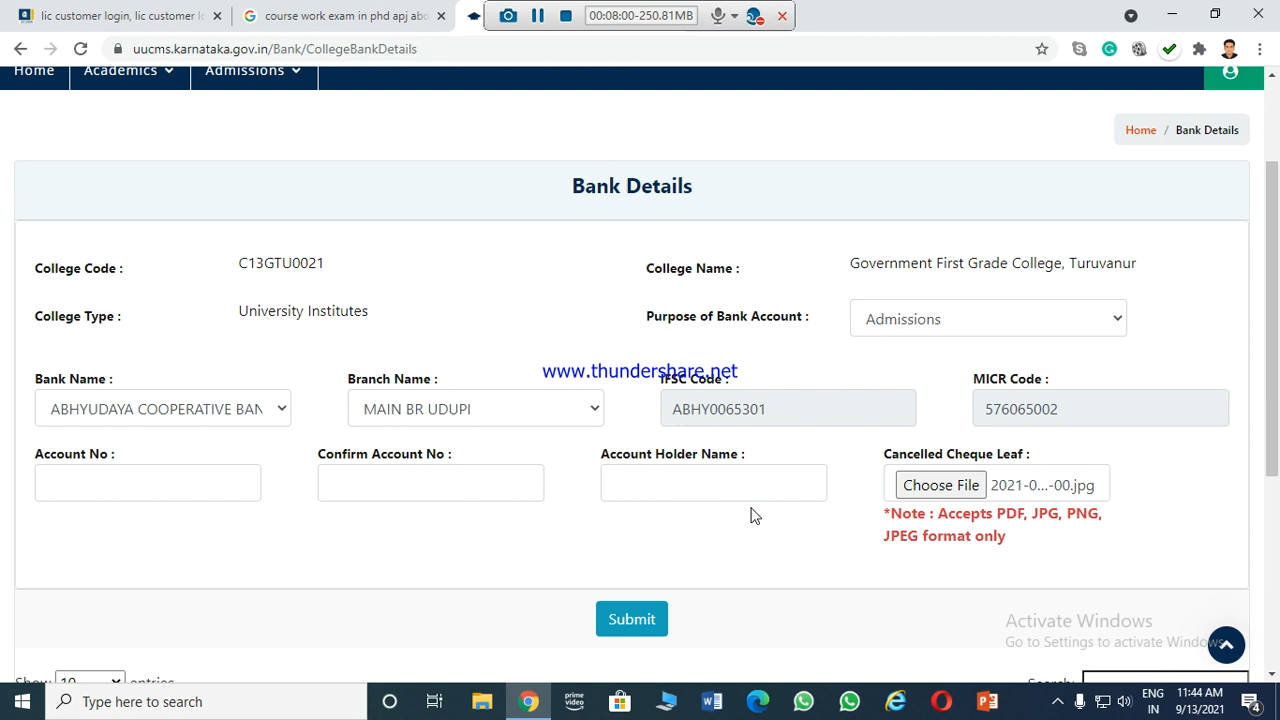 lic customer login, lic customer lo
course work exam in phd apj abd
00:08:00-250.81MB
uucms.karnataka.gov.in/Bank/CollegeBankDetails
Home
Academics
Admissions
Home / Bank Details
Bank Details
College Code : C13GTU0021 College Name : Government First Grade College, Turuvanur
College Type : University Institutes Purpose of Bank Account : Admissions
www.thundershare.net
Bank Name : Branch Name : IFSC Code : MICR Code :
ABHYUDAYA COOPERATIVE BAN MAIN BR UDUPI ABHY0065301 576065002
Account No : Confirm Account No : Account Holder Name : Cancelled Cheque Leaf :
Choose File 2021-0...-00.jpg
*Note : Accepts PDF, JPG, PNG,
JPEG format only
Submit
Activate Windows
Go to Settings to activate Windows.
Show 10 entries Search:
Type here to search
prime video
ENG
IN
11:44 AM
9/13/2021
4